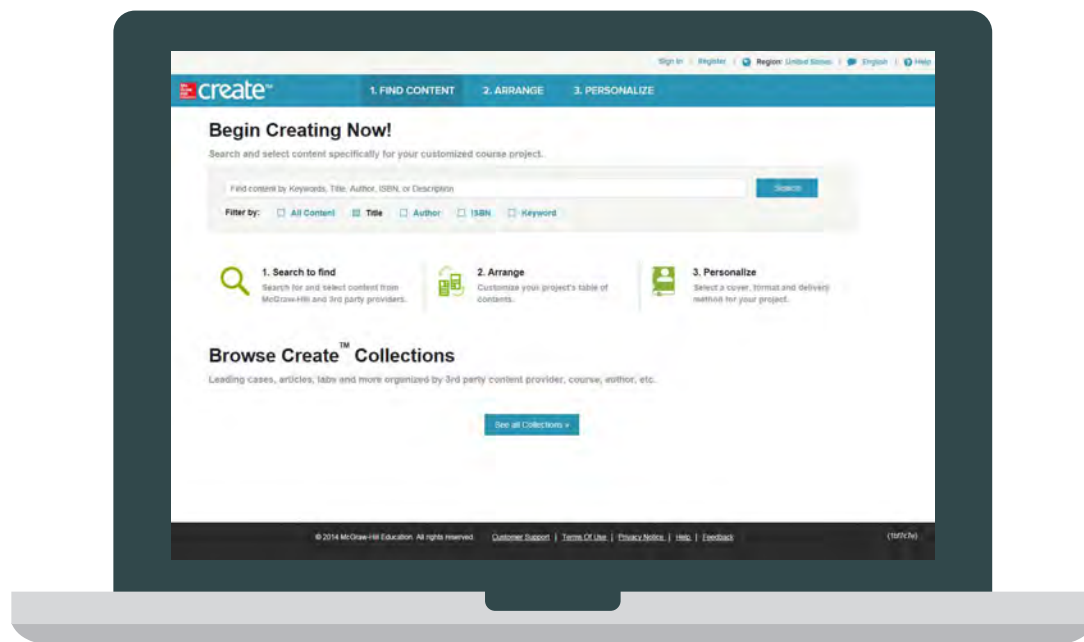 Sign In | Register | Region: United States | English | Help
create™
1. FIND CONTENT 2. ARRANGE 3. PERSONALIZE
Begin Creating Now!
Search and select content specifically for your customized course project.
Find content by Keywords, Title, Author, ISBN, or Description
Search
Filter by: All Content Title Author ISBN Keyword
1. Search to find
Search for and select content from
McGraw-Hill and 3rd party providers.
2. Arrange
Customize your project's table of
contents.
3. Personalize
Select a cover, format and delivery
method for your project.
Browse Create™ Collections
Leading cases, articles, labs and more organized by 3rd party content provider, course, author, etc.
See all Collections »
© 2014 McGraw-Hill Education. All rights reserved. Customer Support | Terms Of Use | Privacy Notice | Help | Feedback